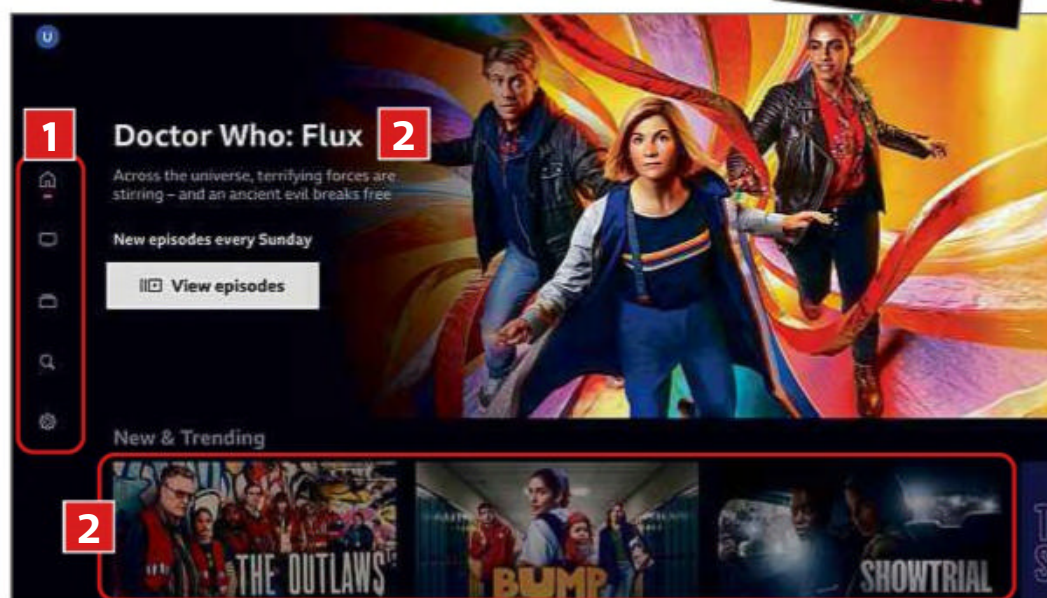 U
1
Doctor Who: Flux
2
Across the universe, terrifying forces are
stirring – and an ancient evil breaks free
New episodes every Sunday
View episodes
New & Trending
2
THE OUTLAWS
BUMP
SHOWTRIAL